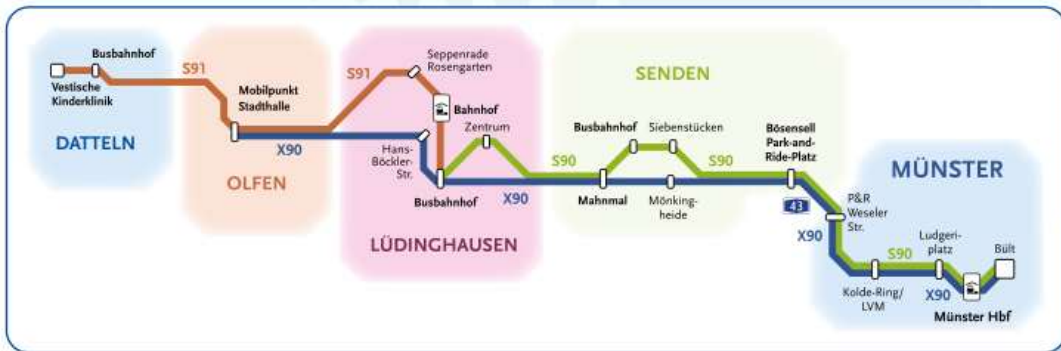 Busbahnhof
Vestische
Kinderklinik
DATTELN
S91
Mobilpunkt
Stadthalle
X90
OLFEN
S91
Seppenrade
Rosengarten
Bahnhof
Zentrum
Hans-
Böckler-
Str.
Busbahnhof
X90
LÜDINGHAUSEN
SENDEN
S90
Busbahnhof
Siebenstücken
S90
Mahnmal
Mönking-
heide
Bösensell
Park-and-
Ride-Platz
43
X90
MÜNSTER
P&R
Weseler
Str.
S90
Ludgeri-
platz
Bült
Kolde-Ring/
LVM
X90
Münster Hbf